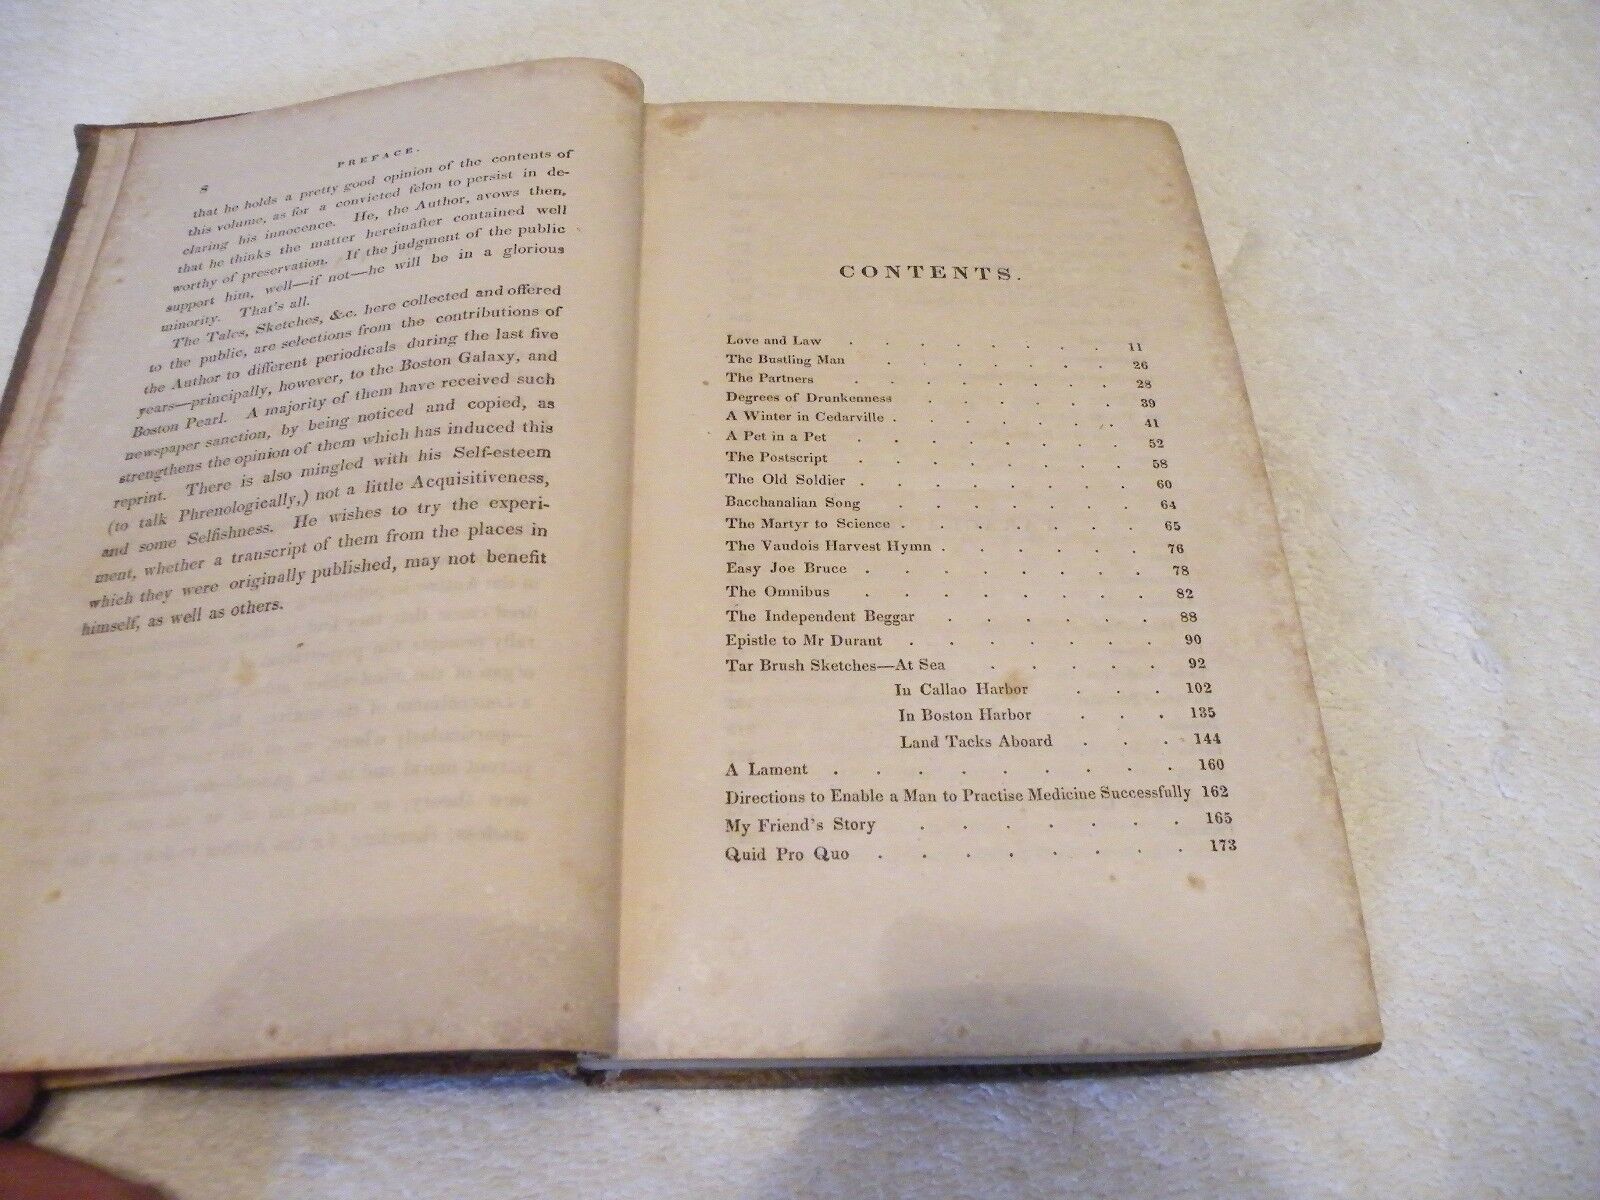 8 PREFACE.
that he holds a pretty good opinion of the contents of
this volume, as for a convicted felon to persist in de-
claring his innocence. He, the Author, avows then,
that he thinks the matter hereinafter contained well
worthy of preservation. If the judgment of the public
support him, well—if not—he will be in a glorious
minority. That's all.
The Tales, Sketches, &c. here collected and offered
to the public, are selections from the contributions of
the Author to different periodicals during the last five
years—principally, however, to the Boston Galaxy, and
Boston Pearl. A majority of them have received such
newspaper sanction, by being noticed and copied, as
strengthens the opinion of them which has induced this
reprint. There is also mingled with his Self-esteem
(to talk Phrenologically,) not a little Acquisitiveness,
and some Selfishness. He wishes to try the experi-
ment, whether a transcript of them from the places in
which they were originally published, may not benefit
himself, as well as others.
CONTENTS.
Love and Law . . . . . . . 11
The Bustling Man . . . . . . 26
The Partners . . . . . . . 28
Degrees of Drunkenness . . . . . 39
A Winter in Cedarville . . . . . . 41
A Pet in a Pet . . . . . . . 52
The Postscript . . . . . . . 58
The Old Soldier . . . . . . . 60
Bacchanalian Song . . . . . . 64
The Martyr to Science . . . . . . 65
The Vaudois Harvest Hymn . . . . . 76
Easy Joe Bruce . . . . . . . 78
The Omnibus . . . . . . . 82
The Independent Beggar . . . . . 88
Epistle to Mr Durant . . . . . . 90
Tar Brush Sketches—At Sea . . . . 92
In Callao Harbor . . . 102
In Boston Harbor . . . 135
Land Tacks Aboard . . . 144
A Lament . . . . . . . . . 160
Directions to Enable a Man to Practise Medicine Successfully 162
My Friend's Story . . . . . . 165
Quid Pro Quo . . . . . . . 173